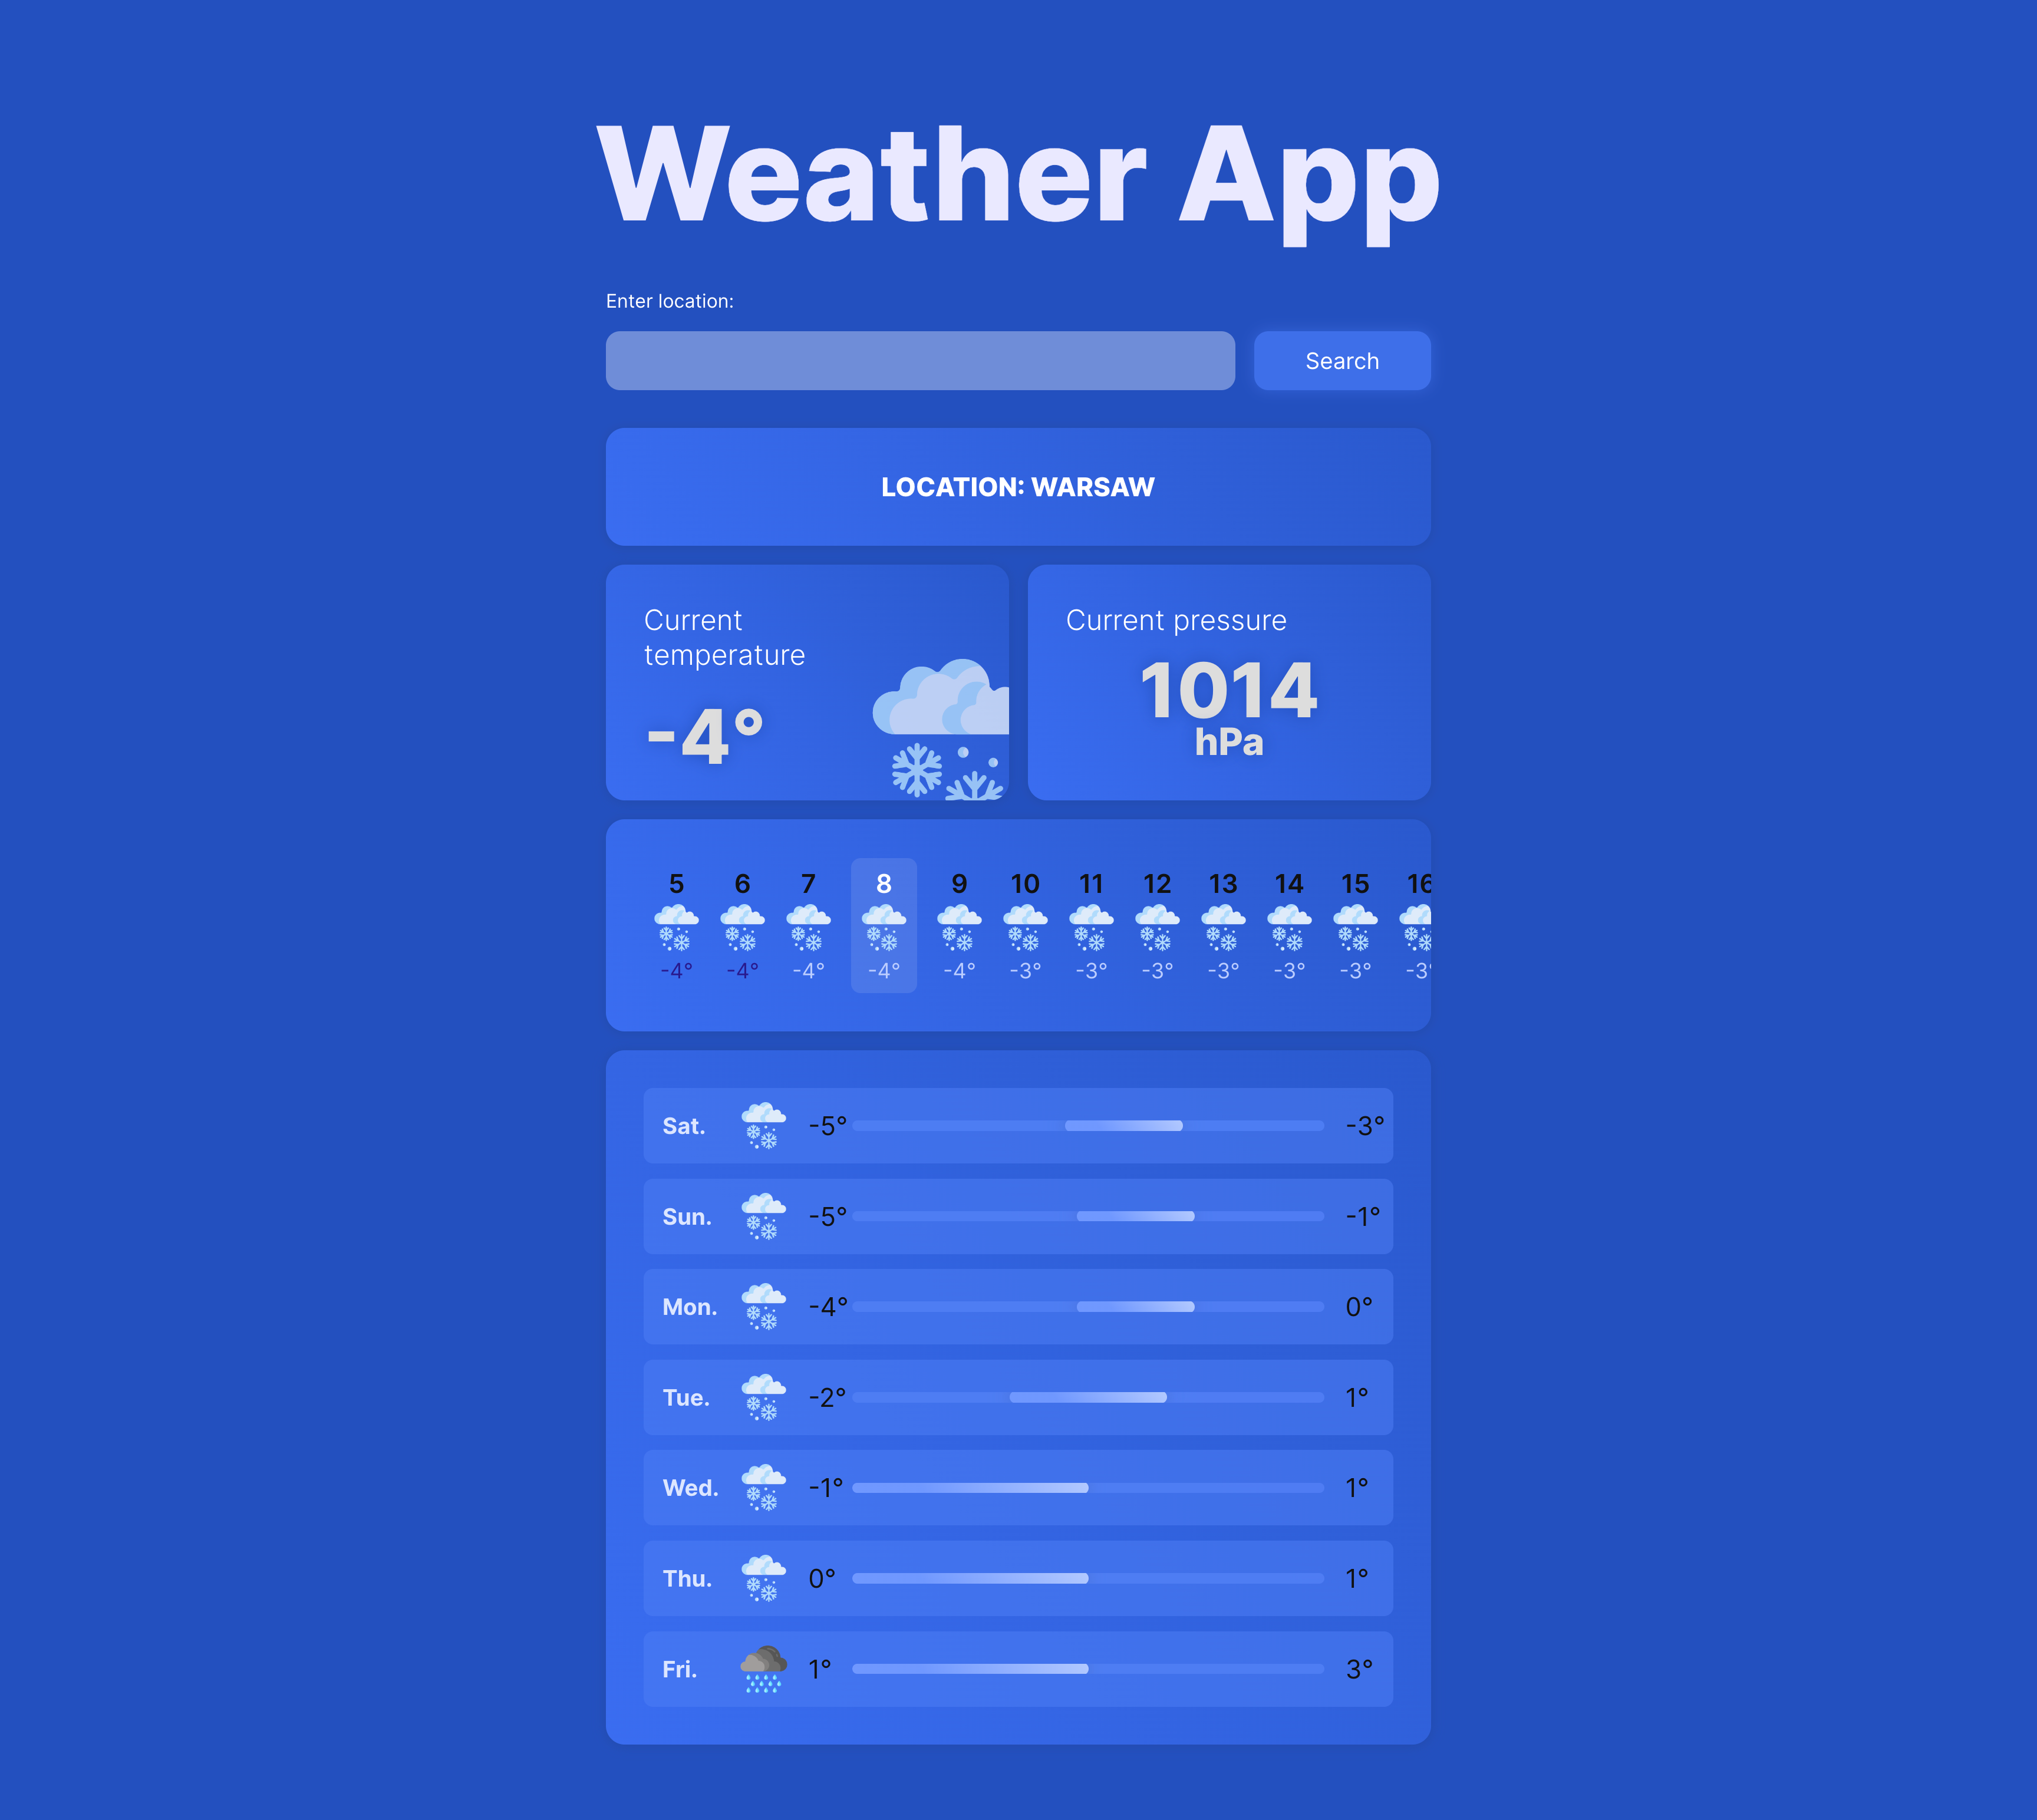 Weather App
Enter location:
Search
LOCATION: WARSAW
Current
temperature
-4°
Current pressure
1014
hPa
5 6 7 8 9 10 11 12 13 14 15 16
-4° -4° -4° -4° -4° -3° -3° -3° -3° -3° -3° -3°
Sat. -5° -3°
Sun. -5° -1°
Mon. -4° 0°
Tue. -2° 1°
Wed. -1° 1°
Thu. 0° 1°
Fri. 1° 3°